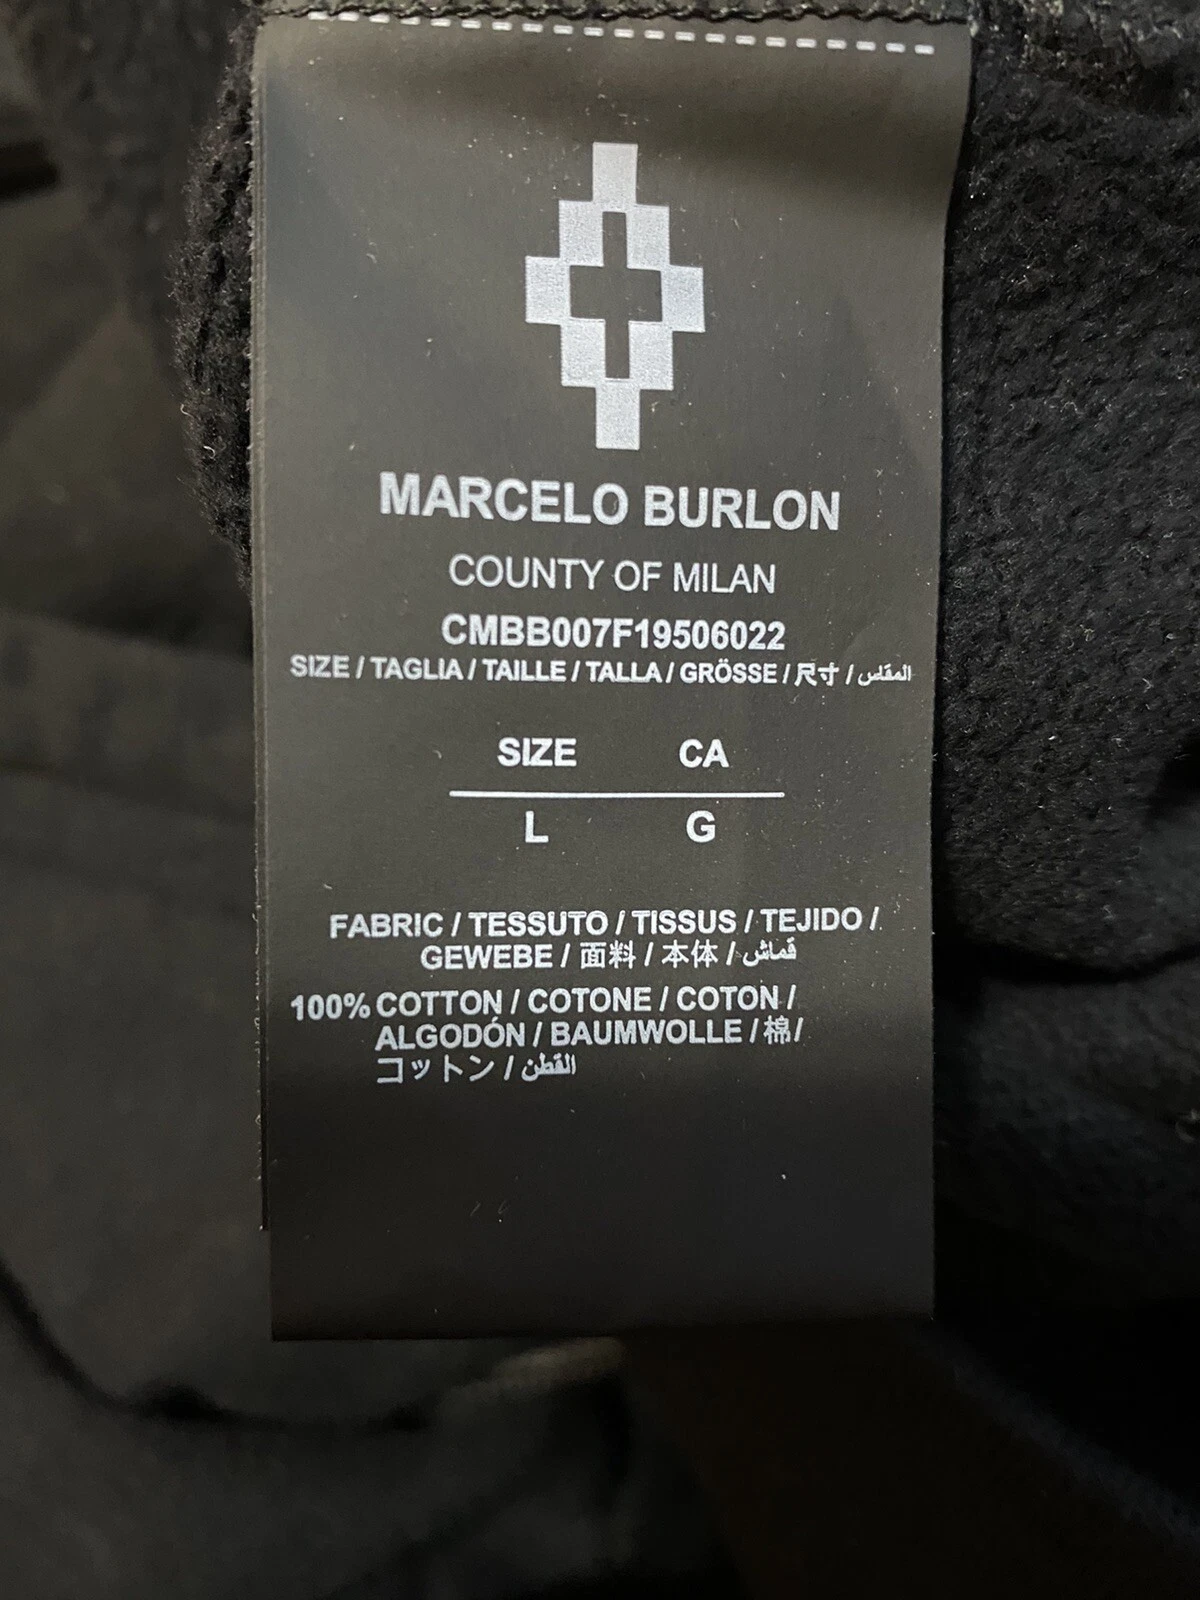 MARCELO BURLON
COUNTY OF MILAN
CMBB007F19506022
SIZE / TAGLIA / TAILLE / TALLA / GRÖSSE / 尺寸 / المقاس
SIZE CA
L G
FABRIC / TESSUTO / TISSUS / TEJIDO /
GEWEBE / 面料 / 本体 / قماش
100% COTTON / COTONE / COTON /
ALGODÓN / BAUMWOLLE / 棉 /
コットン / القطن